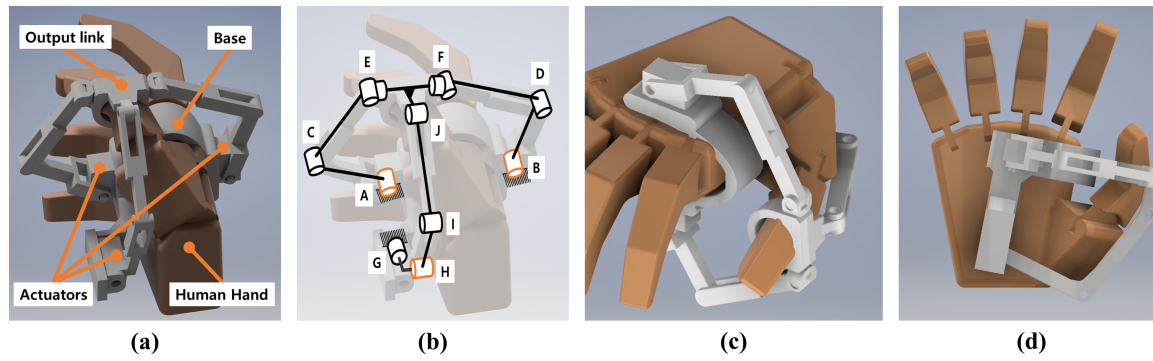 Output link
Base
Actuators
Human Hand
E
F
D
C
J
B
A
I
G
H
(a)
(b)
(c)
(d)